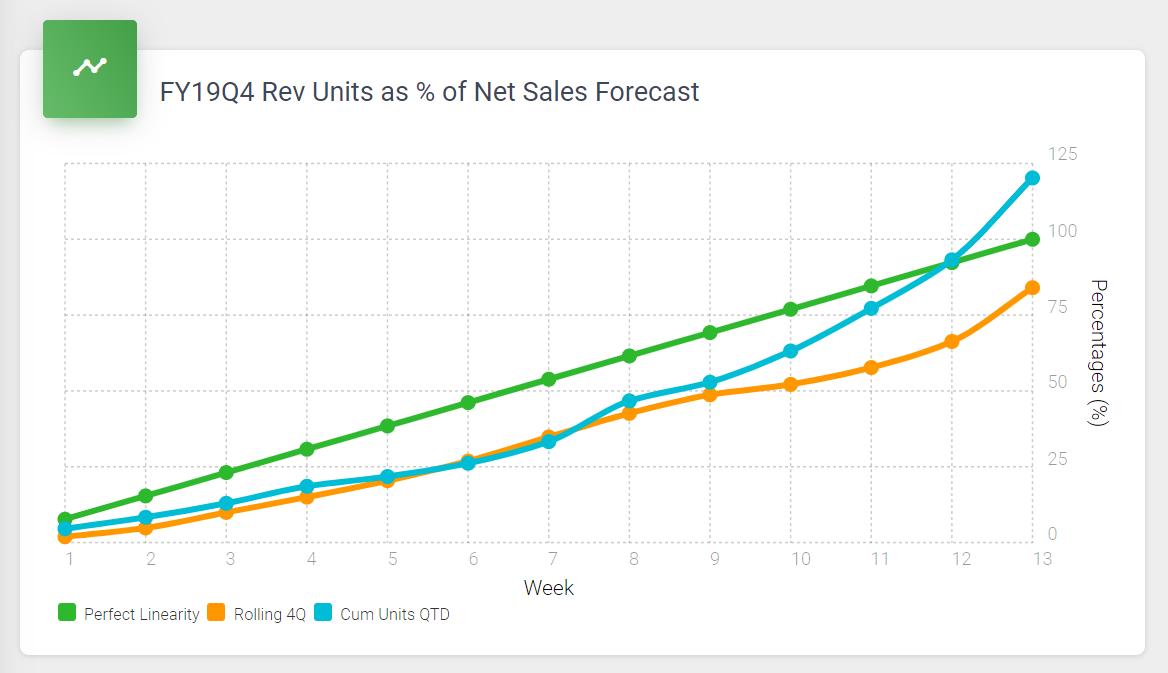 FY19Q4 Rev Units as % of Net Sales Forecast
125
100
75
50
25
0
Percentages (%)
1 2 3 4 5 6 7 8 9 10 11 12 13
Week
Perfect Linearity Rolling 4Q Cum Units QTD